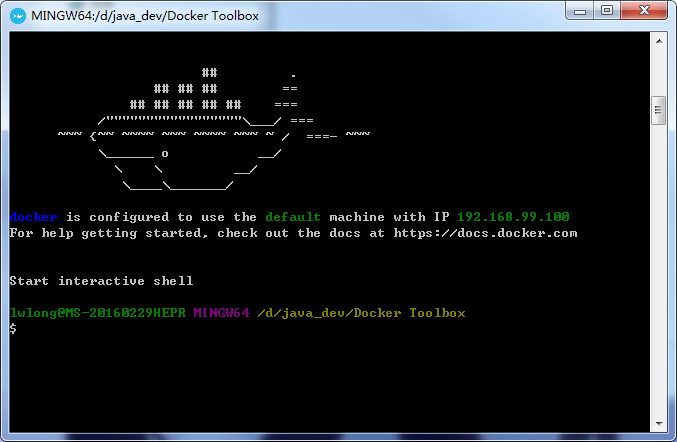 MINGW64:/d/java_dev/Docker Toolbox
                        ##         .
                  ## ## ##        ==
               ## ## ## ## ##    ===
           /"""""""""""""""""\___/ ===
      ~~~ {~~ ~~~~ ~~~ ~~~~ ~~~ ~ /  ===- ~~~
           \______ o           __/
             \    \         __/
              \____\_______/
docker is configured to use the default machine with IP 192.168.99.100
For help getting started, check out the docs at https://docs.docker.com
Start interactive shell
lwlong@MS-20160229HEPR MINGW64 /d/java_dev/Docker Toolbox
$